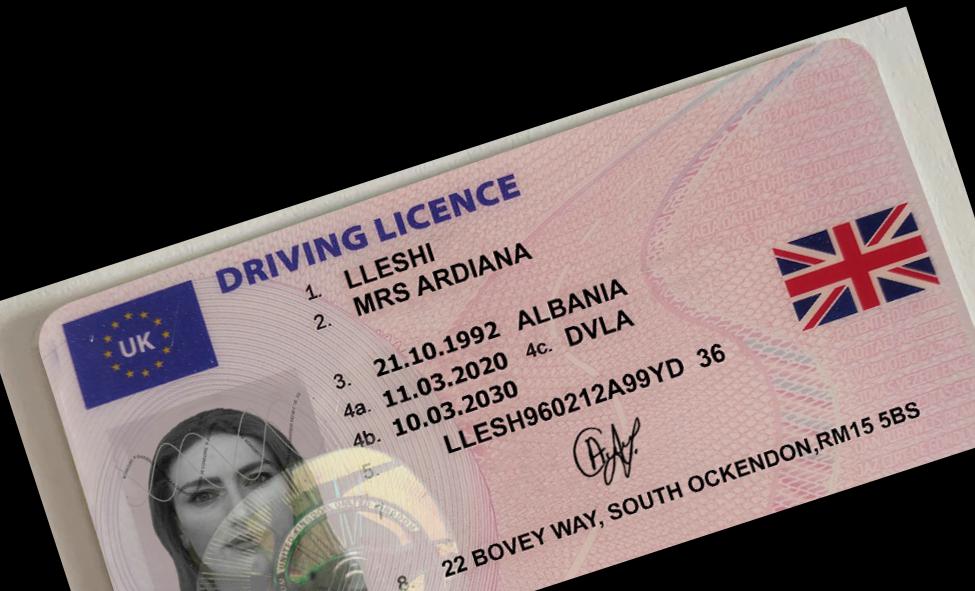 DRIVING LICENCE
UK
1. LLESHI
2. MRS ARDIANA
3. 21.10.1992 ALBANIA
4a. 11.03.2020 4c. DVLA
4b. 10.03.2030
5. LLESH960212A99YD 36
7.
8. 22 BOVEY WAY, SOUTH OCKENDON,RM15 5BS